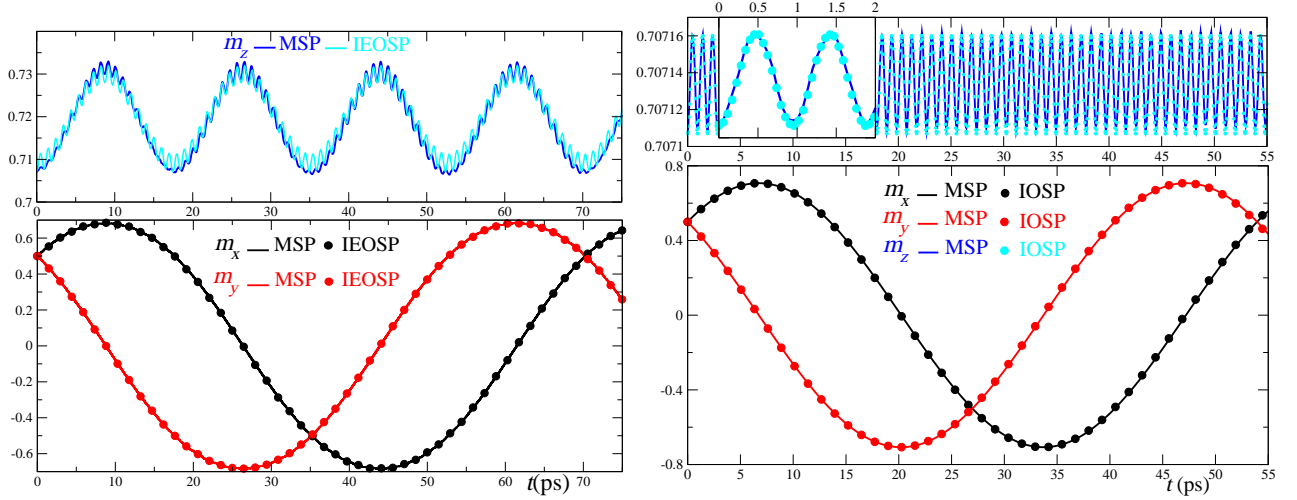 m_z MSP IEOSP
0.73
0.72
0.71
0.7
0 10 20 30 40 50 60 70
m_x MSP IEOSP
m_y MSP IEOSP
0.6
0.4
0.2
0
-0.2
-0.4
-0.6
0 10 20 30 40 50 60 70
t(ps)
0 0.5 1 1.5 2
0.70716
0.70714
0.70712
0.7071
0 5 10 15 20 25 30 35 40 45 50 55
m_x MSP IOSP
m_y MSP IOSP
m_z MSP IOSP
0.8
0.4
0
-0.4
-0.8
0 5 10 15 20 25 30 35 40 45 50 55
t (ps)